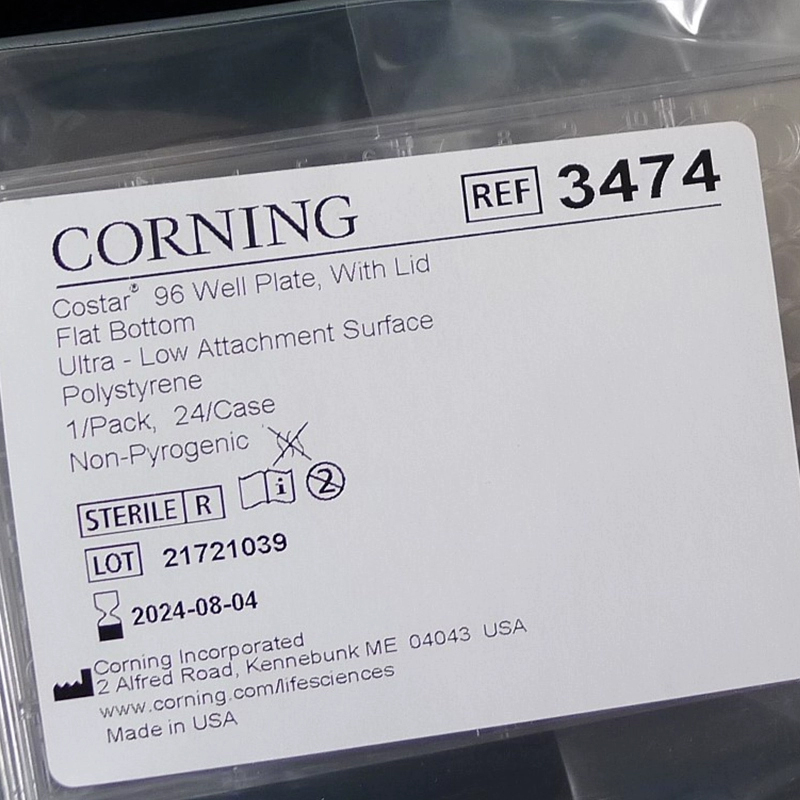 CORNING
REF 3474
Costar® 96 Well Plate, With Lid
Flat Bottom
Ultra - Low Attachment Surface
Polystyrene
1/Pack, 24/Case
Non-Pyrogenic
STERILE R
LOT 21721039
2024-08-04
Corning Incorporated
2 Alfred Road, Kennebunk ME 04043 USA
www.corning.com/lifesciences
Made in USA